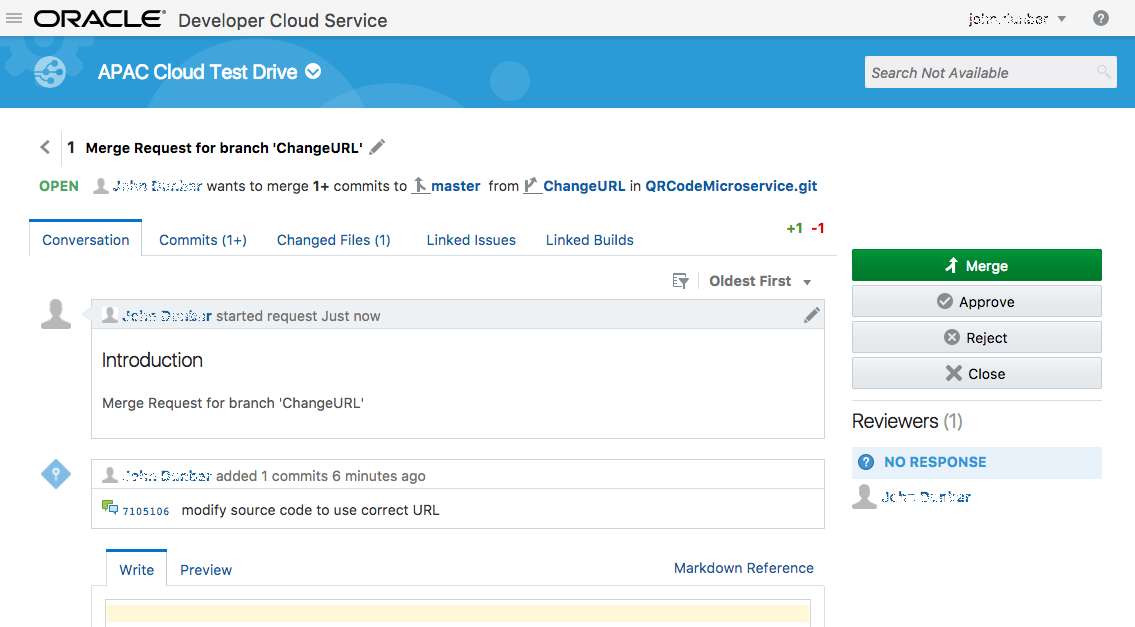 ORACLE® Developer Cloud Service
john.dunbar
?
APAC Cloud Test Drive
Search Not Available
1 Merge Request for branch 'ChangeURL'
OPEN John Dunbar wants to merge 1+ commits to master from ChangeURL in QRCodeMicroservice.git
+1 -1
Conversation Commits (1+) Changed Files (1) Linked Issues Linked Builds
Oldest First
John Dunbar started request Just now
Introduction
Merge Request for branch 'ChangeURL'
John Dunbar added 1 commits 6 minutes ago
7105106 modify source code to use correct URL
Write Preview Markdown Reference
Merge
Approve
Reject
Close
Reviewers (1)
? NO RESPONSE
John Dunbar